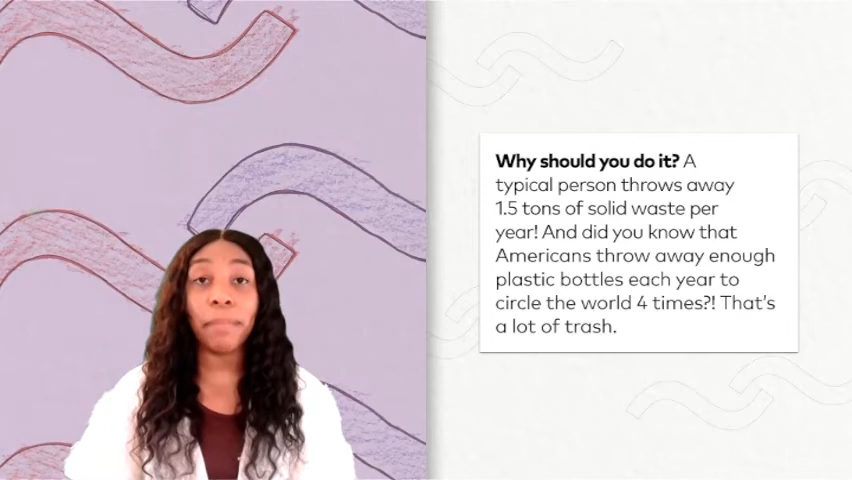 Why should you do it? A
typical person throws away
1.5 tons of solid waste per
year! And did you know that
Americans throw away enough
plastic bottles each year to
circle the world 4 times?! That's
a lot of trash.